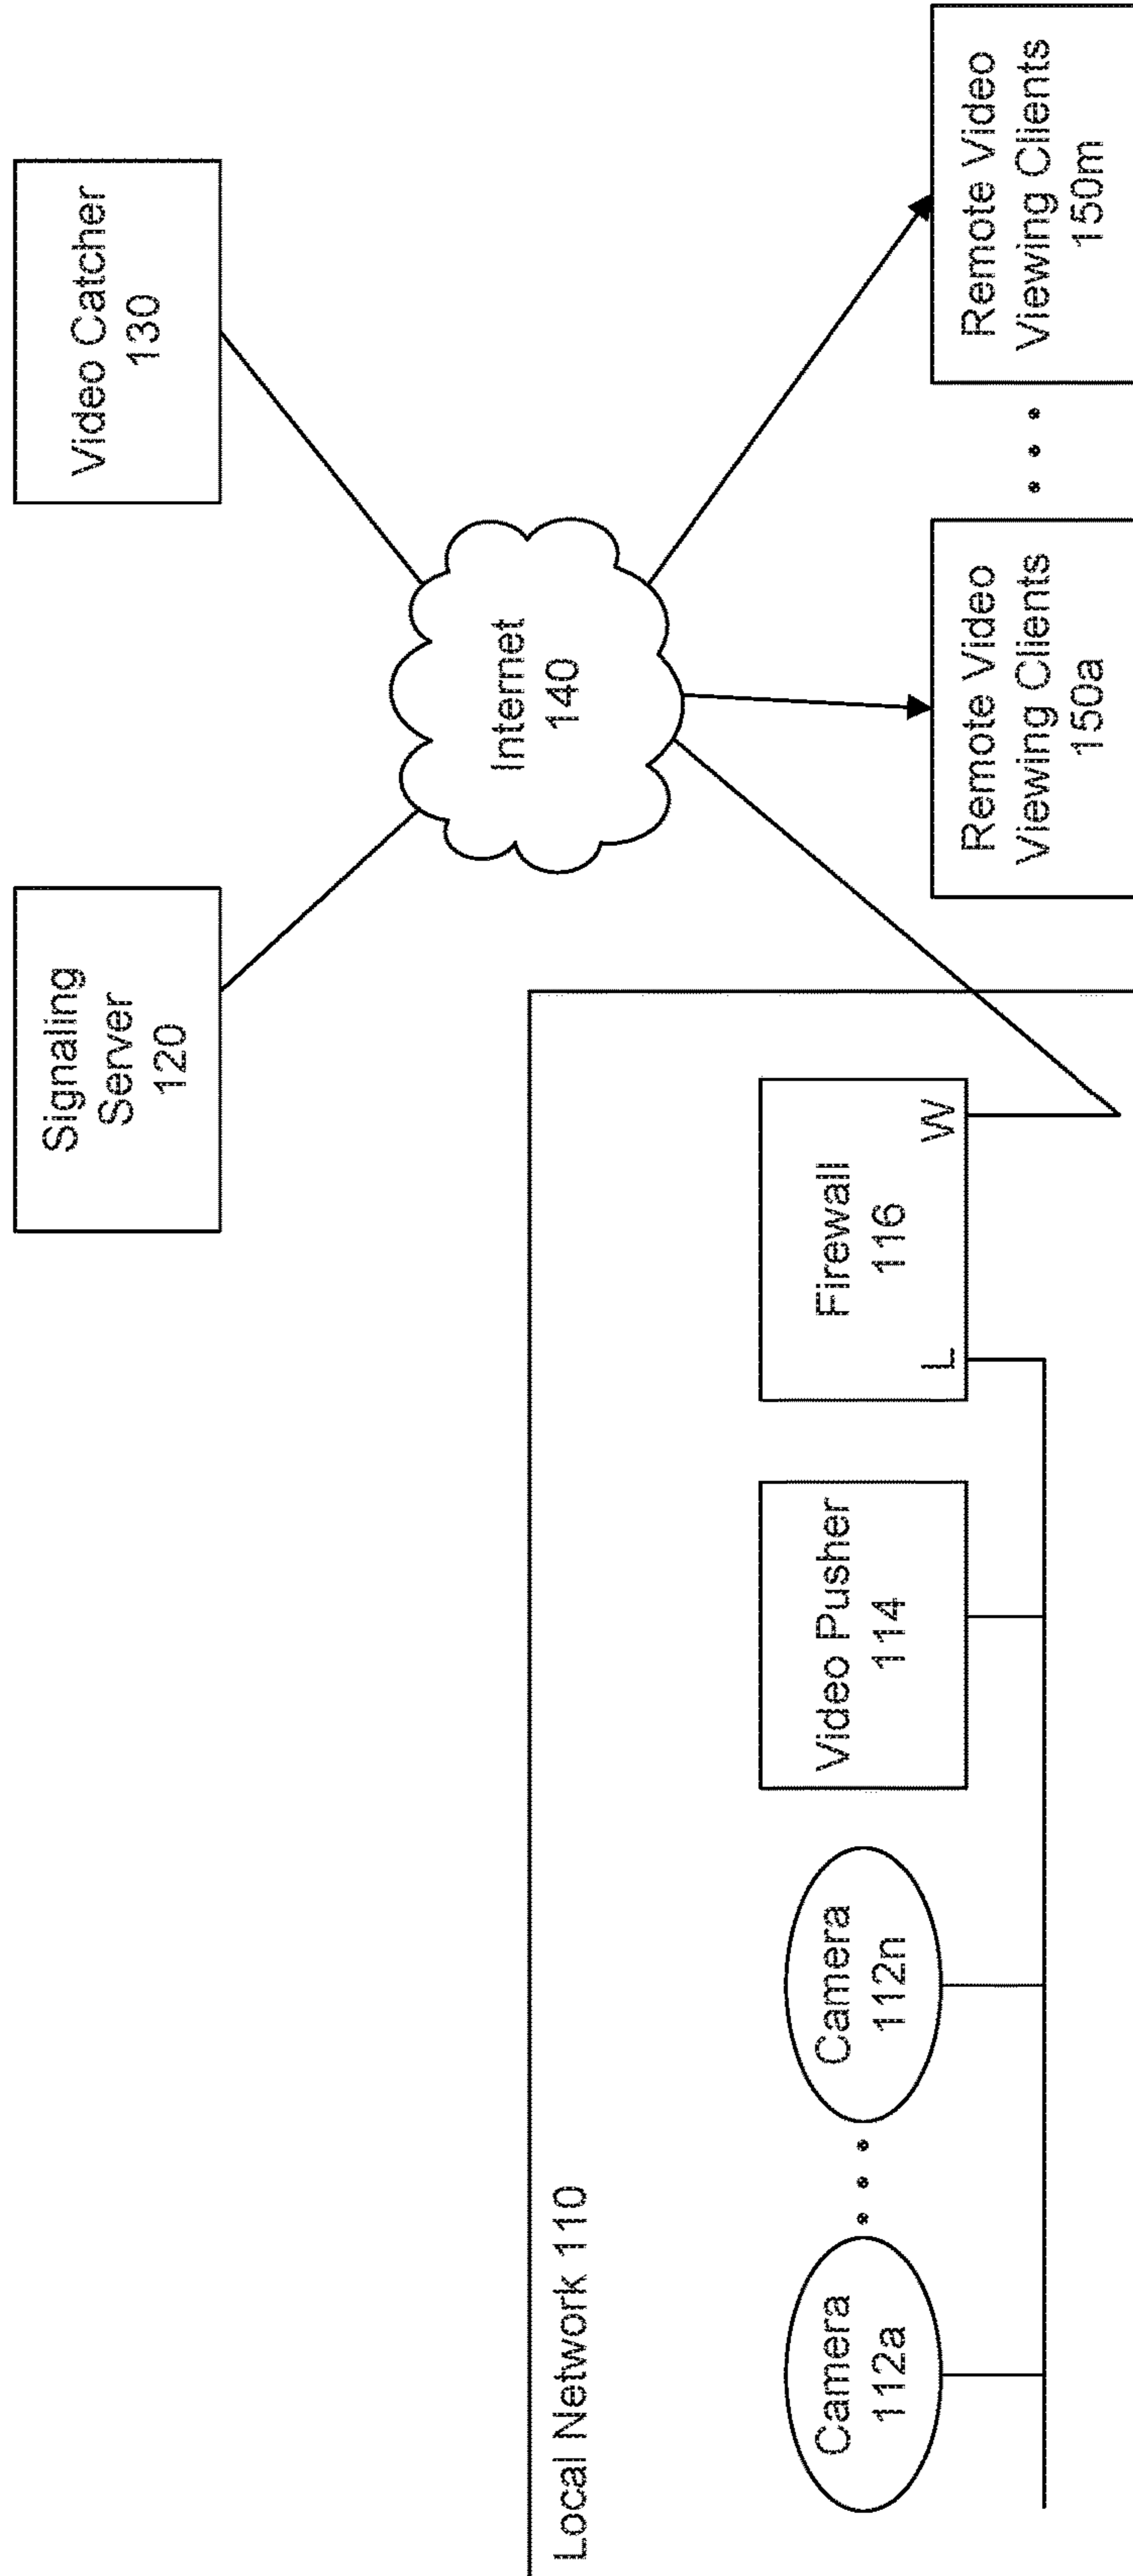 Signaling
Server
120
Video Catcher
130
Internet
140
Local Network 110
Camera
112a
Camera
112n
Video Pusher
114
Firewall
116
L
W
Remote Video
Viewing Clients
150a
Remote Video
Viewing Clients
150m